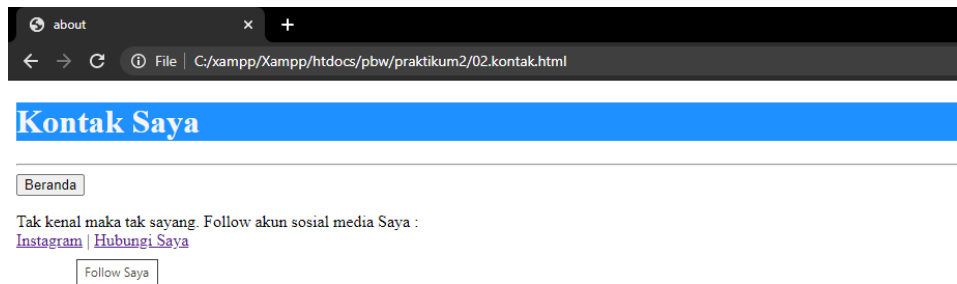 about
File | C:/xampp/Xampp/htdocs/pbw/praktikum2/02.kontak.html
Kontak Saya
Beranda
Tak kenal maka tak sayang. Follow akun sosial media Saya :
Instagram | Hubungi Saya
Follow Saya